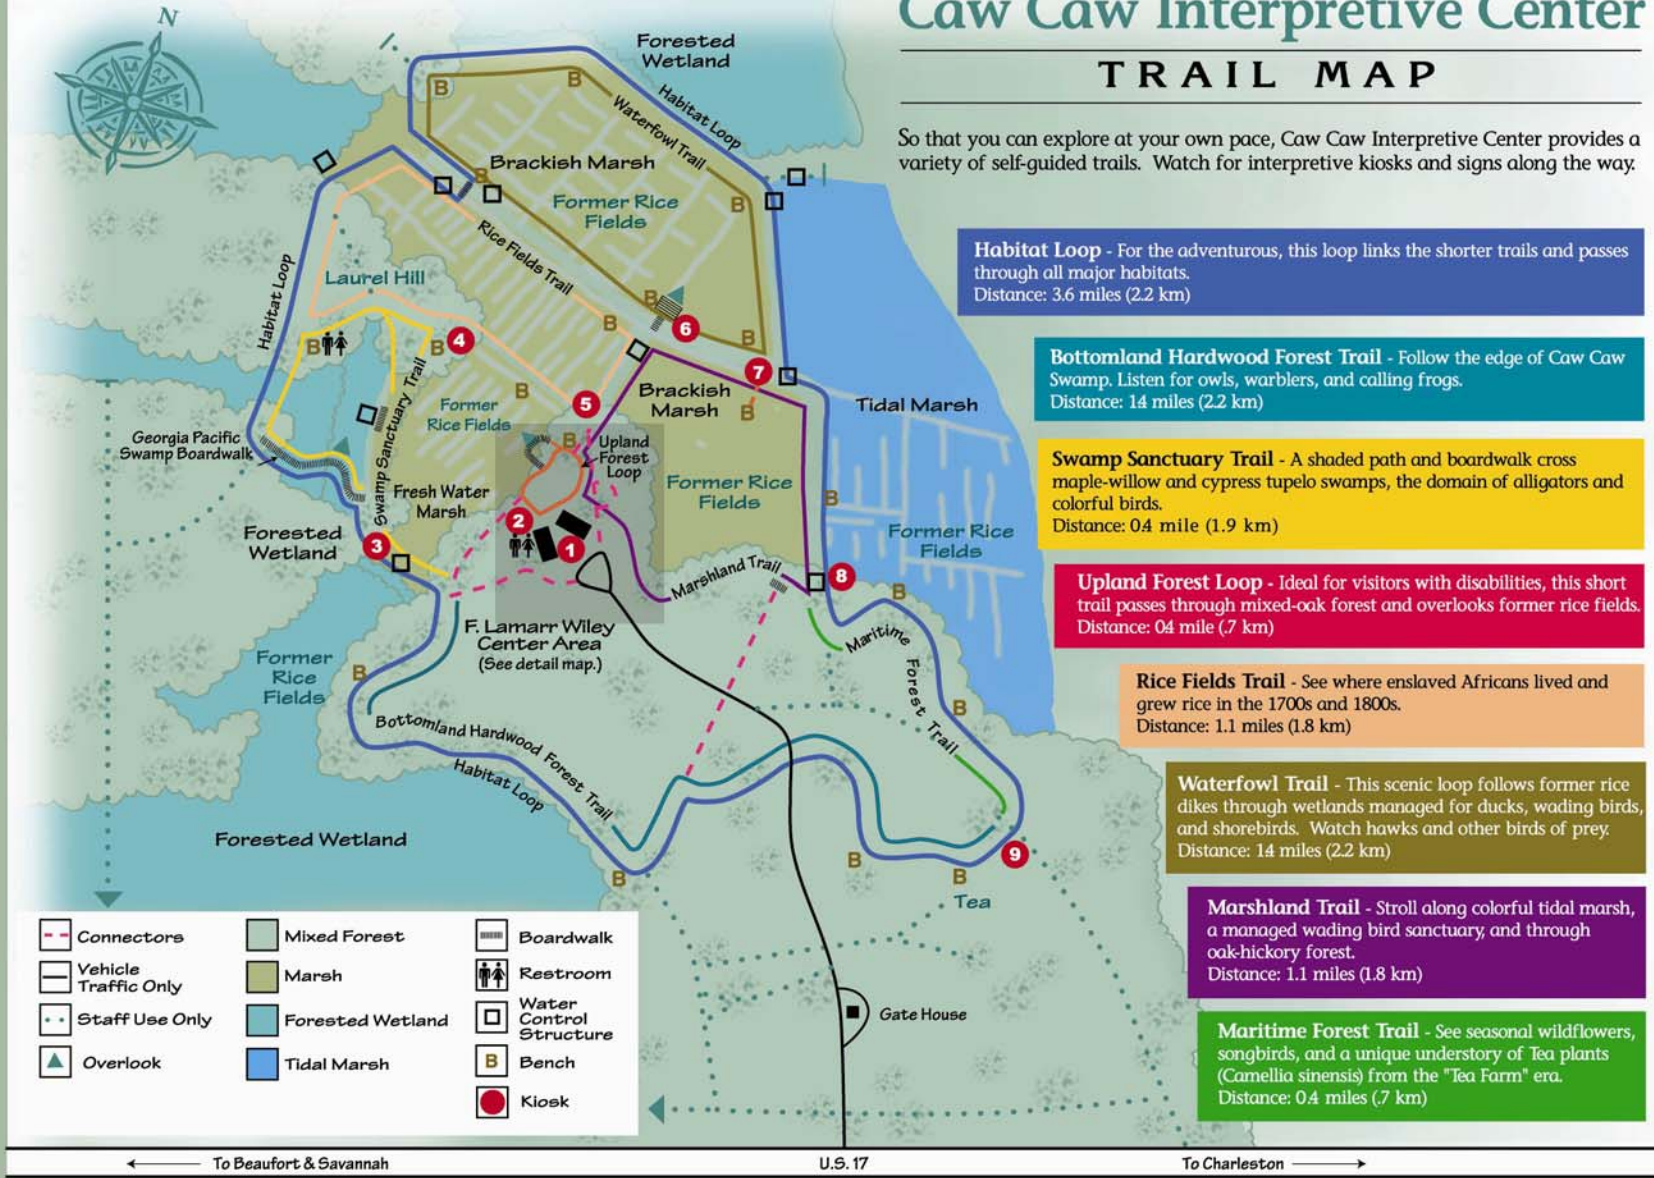 N
Caw Caw Interpretive Center
TRAIL MAP
So that you can explore at your own pace, Caw Caw Interpretive Center provides a
variety of self-guided trails. Watch for interpretive kiosks and signs along the way.
Habitat Loop - For the adventurous, this loop links the shorter trails and passes
through all major habitats.
Distance: 3.6 miles (2.2 km)
Bottomland Hardwood Forest Trail - Follow the edge of Caw Caw
Swamp. Listen for owls, warblers, and calling frogs.
Distance: 14 miles (2.2 km)
Swamp Sanctuary Trail - A shaded path and boardwalk cross
maple-willow and cypress tupelo swamps, the domain of alligators and
colorful birds.
Distance: 04 mile (1.9 km)
Upland Forest Loop - Ideal for visitors with disabilities, this short
trail passes through mixed-oak forest and overlooks former rice fields.
Distance: 04 mile (.7 km)
Rice Fields Trail - See where enslaved Africans lived and
grew rice in the 1700s and 1800s.
Distance: 1.1 miles (1.8 km)
Waterfowl Trail - This scenic loop follows former rice
dikes through wetlands managed for ducks, wading birds,
and shorebirds. Watch hawks and other birds of prey.
Distance: 14 miles (2.2 km)
Marshland Trail - Stroll along colorful tidal marsh,
a managed wading bird sanctuary, and through
oak-hickory forest.
Distance: 1.1 miles (1.8 km)
Maritime Forest Trail - See seasonal wildflowers,
songbirds, and a unique understory of Tea plants
(Camellia sinensis) from the "Tea Farm" era.
Distance: 0.4 miles (.7 km)
Forested
Wetland
Habitat Loop
Waterfowl Trail
B
B
Brackish Marsh
B
Former Rice
Fields
B
Rice Fields Trail
Laurel Hill
Habitat Loop
B
B
6
B
B
B
4
7
Brackish
Marsh
B
B
5
Former
Rice Fields
Tidal Marsh
Swamp Sanctuary Trail
Georgia Pacific
Swamp Boardwalk
B
Upland
Forest
Loop
Swamp Sanctuary
Fresh Water
Marsh
Former Rice
Fields
B
2
1
Former Rice
Fields
Forested
Wetland
3
Marshland Trail
8
B
F. Lamarr Wiley
Center Area
(See detail map.)
Maritime
Forest Trail
Former
Rice
Fields
B
B
Bottomland Hardwood Forest Trail
Habitat Loop
Forested Wetland
B
B
B
9
Tea
Gate House
Connectors
Vehicle
Traffic Only
Staff Use Only
Overlook
Mixed Forest
Marsh
Forested Wetland
Tidal Marsh
Boardwalk
Restroom
Water
Control
Structure
B
Bench
Kiosk
To Beaufort & Savannah
U.S. 17
To Charleston